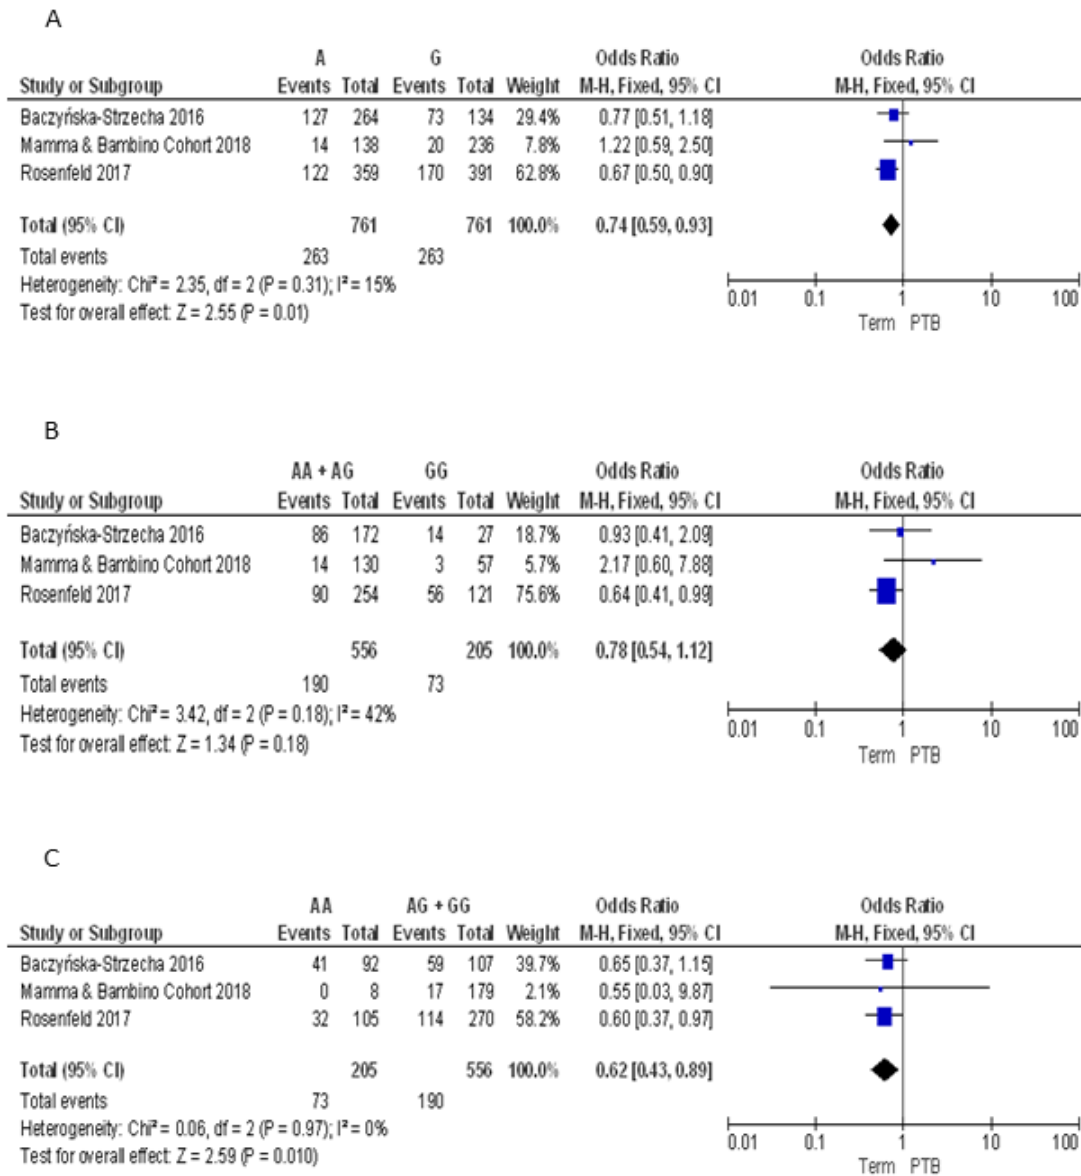 A
A G Odds Ratio Odds Ratio
Study or Subgroup Events Total Events Total Weight M-H, Fixed, 95% CI M-H, Fixed, 95% CI
Baczyńska-Strzecha 2016 127 264 73 134 29.4% 0.77 [0.51, 1.18]
Mamma & Bambino Cohort 2018 14 138 20 236 7.8% 1.22 [0.59, 2.50]
Rosenfeld 2017 122 359 170 391 62.8% 0.67 [0.50, 0.90]
Total (95% CI) 761 761 100.0% 0.74 [0.59, 0.93]
Total events 263 263
Heterogeneity: Chi² = 2.35, df = 2 (P = 0.31); I² = 15%
Test for overall effect: Z = 2.55 (P = 0.01)
0.01 0.1 1 10 100
Term PTB
B
AA + AG GG Odds Ratio Odds Ratio
Study or Subgroup Events Total Events Total Weight M-H, Fixed, 95% CI M-H, Fixed, 95% CI
Baczyńska-Strzecha 2016 86 172 14 27 18.7% 0.93 [0.41, 2.09]
Mamma & Bambino Cohort 2018 14 130 3 57 5.7% 2.17 [0.60, 7.88]
Rosenfeld 2017 90 254 56 121 75.6% 0.64 [0.41, 0.99]
Total (95% CI) 556 205 100.0% 0.78 [0.54, 1.12]
Total events 190 73
Heterogeneity: Chi² = 3.42, df = 2 (P = 0.18); I² = 42%
Test for overall effect: Z = 1.34 (P = 0.18)
0.01 0.1 1 10 100
Term PTB
C
AA AG + GG Odds Ratio Odds Ratio
Study or Subgroup Events Total Events Total Weight M-H, Fixed, 95% CI M-H, Fixed, 95% CI
Baczyńska-Strzecha 2016 41 92 59 107 39.7% 0.65 [0.37, 1.15]
Mamma & Bambino Cohort 2018 0 8 17 179 2.1% 0.55 [0.03, 9.87]
Rosenfeld 2017 32 105 114 270 58.2% 0.60 [0.37, 0.97]
Total (95% CI) 205 556 100.0% 0.62 [0.43, 0.89]
Total events 73 190
Heterogeneity: Chi² = 0.06, df = 2 (P = 0.97); I² = 0%
Test for overall effect: Z = 2.59 (P = 0.010)
0.01 0.1 1 10 100
Term PTB